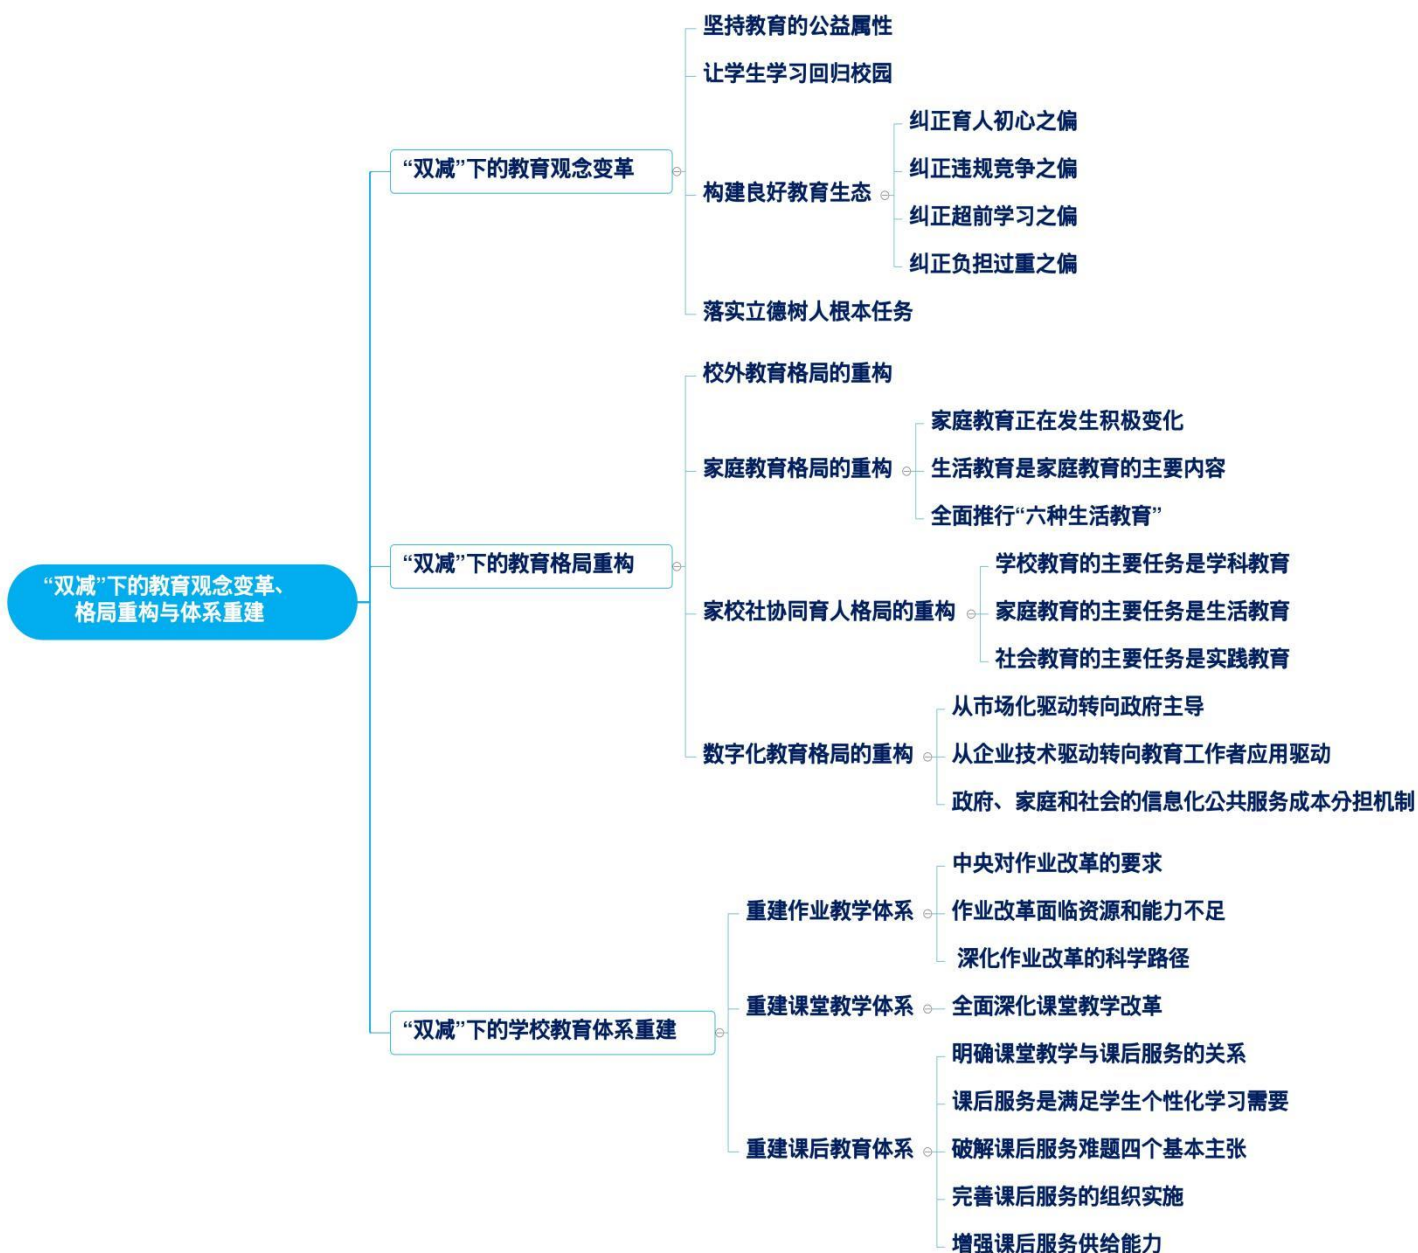 “双减”下的教育观念变革、
格局重构与体系重建
“双减”下的教育观念变革
坚持教育的公益属性
让学生学习回归校园
构建良好教育生态
纠正育人初心之偏
纠正违规竞争之偏
纠正超前学习之偏
纠正负担过重之偏
落实立德树人根本任务
“双减”下的教育格局重构
校外教育格局的重构
家庭教育格局的重构
家庭教育正在发生积极变化
生活教育是家庭教育的主要内容
全面推行“六种生活教育”
家校社协同育人格局的重构
学校教育的主要任务是学科教育
家庭教育的主要任务是生活教育
社会教育的主要任务是实践教育
数字化教育格局的重构
从市场化驱动转向政府主导
从企业技术驱动转向教育工作者应用驱动
政府、家庭和社会的信息化公共服务成本分担机制
“双减”下的学校教育体系重建
重建作业教学体系
中央对作业改革的要求
作业改革面临资源和能力不足
深化作业改革的科学路径
重建课堂教学体系
全面深化课堂教学改革
重建课后教育体系
明确课堂教学与课后服务的关系
课后服务是满足学生个性化学习需要
破解课后服务难题四个基本主张
完善课后服务的组织实施
增强课后服务供给能力